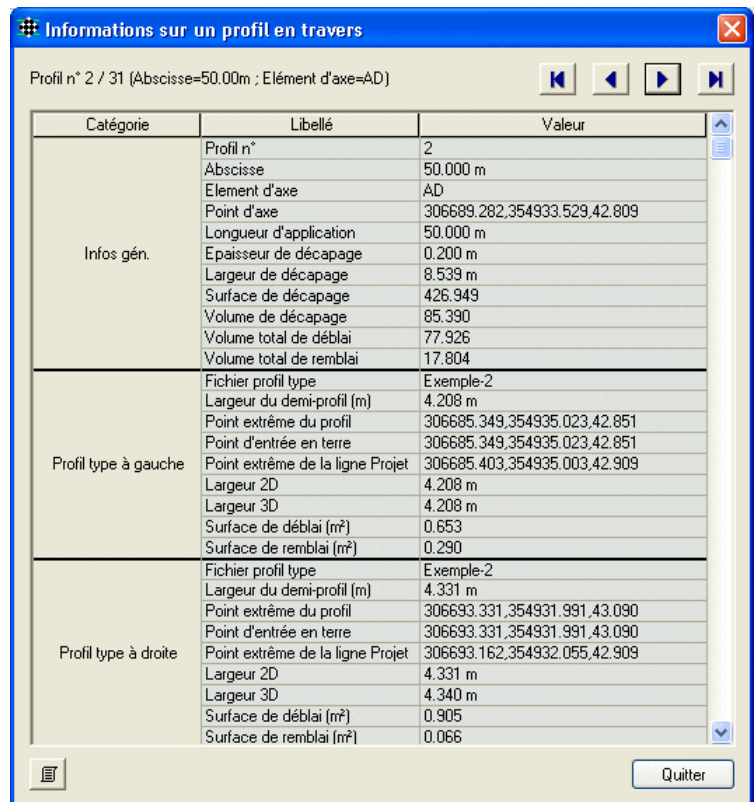 Informations sur un profil en travers
Profil n° 2 / 31 (Abscisse=50.00m ; Elément d'axe=AD)
Catégorie Libellé Valeur
Infos gén.
Profil n° 2
Abscisse 50.000 m
Element d'axe AD
Point d'axe 306689.282,354933.529,42.809
Longueur d'application 50.000 m
Epaisseur de décapage 0.200 m
Largeur de décapage 8.539 m
Surface de décapage 426.949
Volume de décapage 85.390
Volume total de déblai 77.926
Volume total de remblai 17.804
Profil type à gauche
Fichier profil type Exemple-2
Largeur du demi-profil (m) 4.208 m
Point extrême du profil 306685.349,354935.023,42.851
Point d'entrée en terre 306685.349,354935.023,42.851
Point extrême de la ligne Projet 306685.403,354935.003,42.909
Largeur 2D 4.208 m
Largeur 3D 4.208 m
Surface de déblai (m²) 0.653
Surface de remblai (m²) 0.290
Profil type à droite
Fichier profil type Exemple-2
Largeur du demi-profil (m) 4.331 m
Point extrême du profil 306693.331,354931.991,43.090
Point d'entrée en terre 306693.331,354931.991,43.090
Point extrême de la ligne Projet 306693.162,354932.055,42.909
Largeur 2D 4.331 m
Largeur 3D 4.340 m
Surface de déblai (m²) 0.905
Surface de remblai (m²) 0.066
Quitter